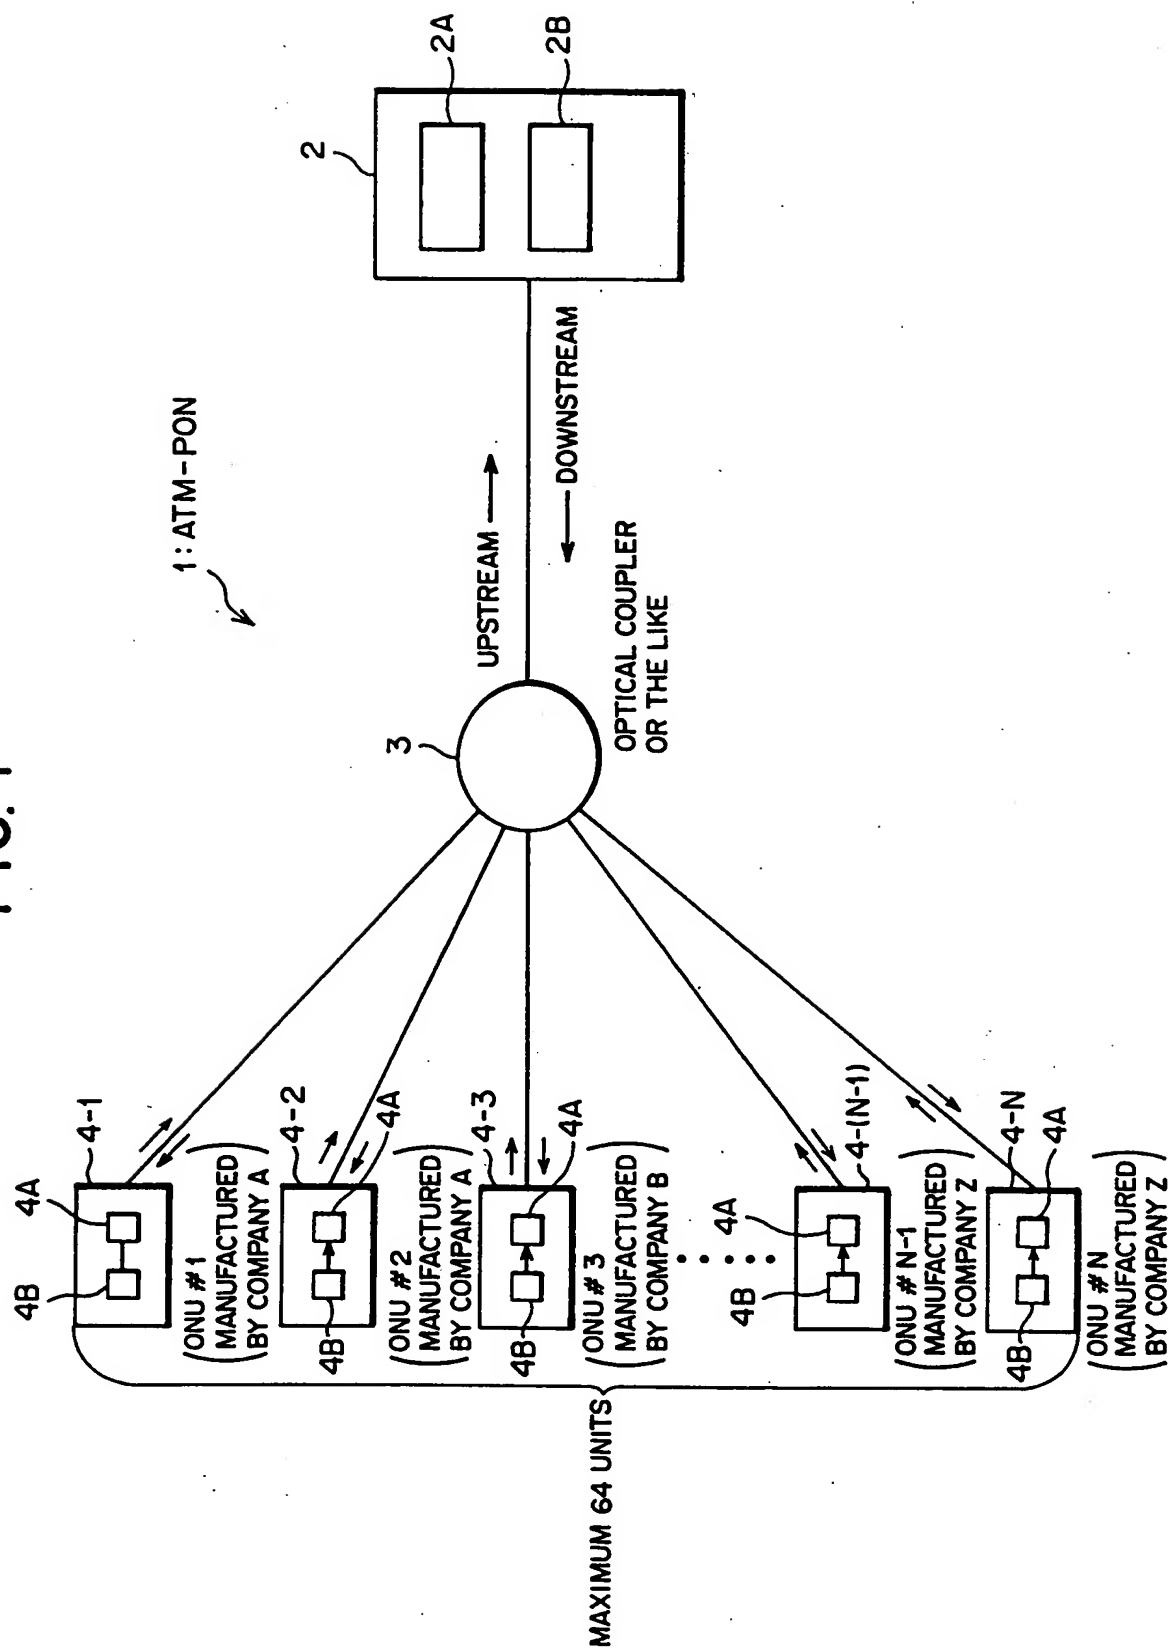 FIG. 1
1: ATM-PON
2
2A
2B
3
UPSTREAM
DOWNSTREAM
OPTICAL COUPLER
OR THE LIKE
4-1
4A
4B
ONU #1
MANUFACTURED
BY COMPANY A
4-2
4A
4B
ONU #2
MANUFACTURED
BY COMPANY A
4-3
4A
4B
ONU #3
MANUFACTURED
BY COMPANY B
4-(N-1)
4A
4B
ONU #N-1
MANUFACTURED
BY COMPANY Z
4-N
4A
4B
ONU #N
MANUFACTURED
BY COMPANY Z
MAXIMUM 64 UNITS